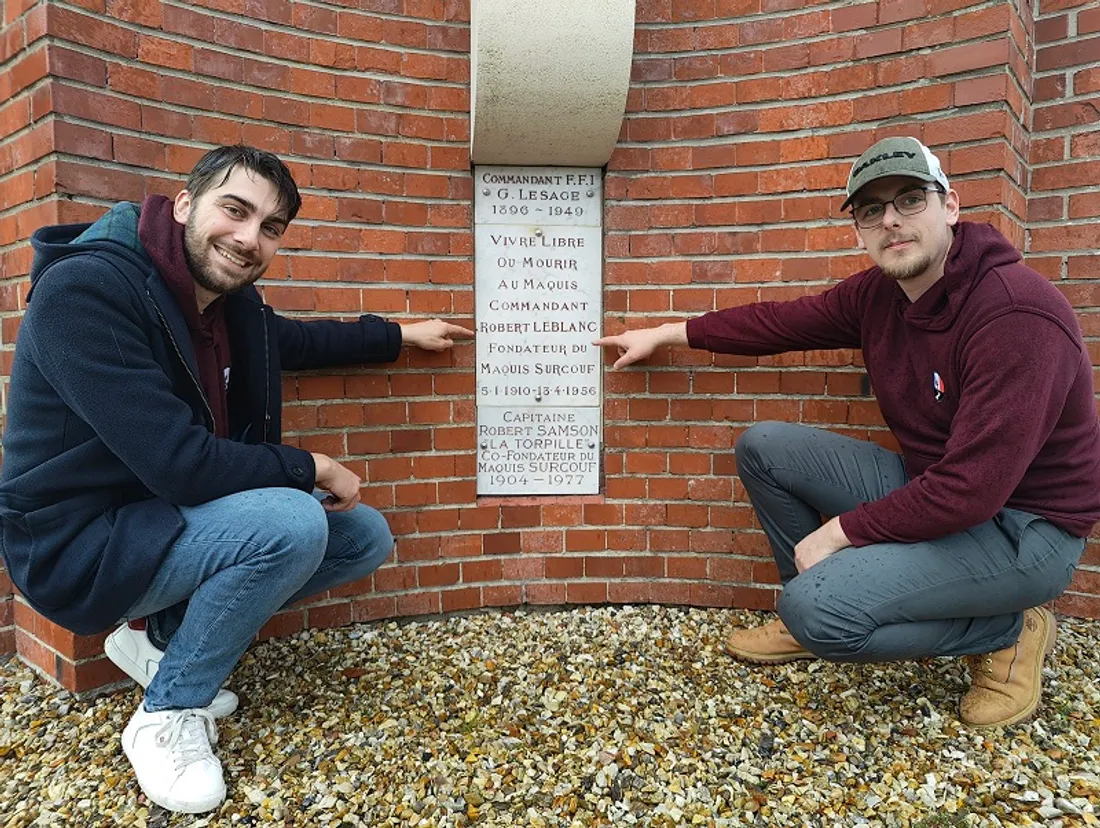 COMMANDANT F.F.I
G. LESAGE
1896 ~ 1949
VIVRE LIBRE
OU MOURIR
AU MAQUIS
COMMANDANT
ROBERT LEBLANC
FONDATEUR DU
MAQUIS SURCOUF
5·1·1910-13·4·1956
CAPITAINE
ROBERT SAMSON
"LA TORPILLE"
CO-FONDATEUR DU
MAQUIS SURCOUF
1904 — 1977
OAKLEY